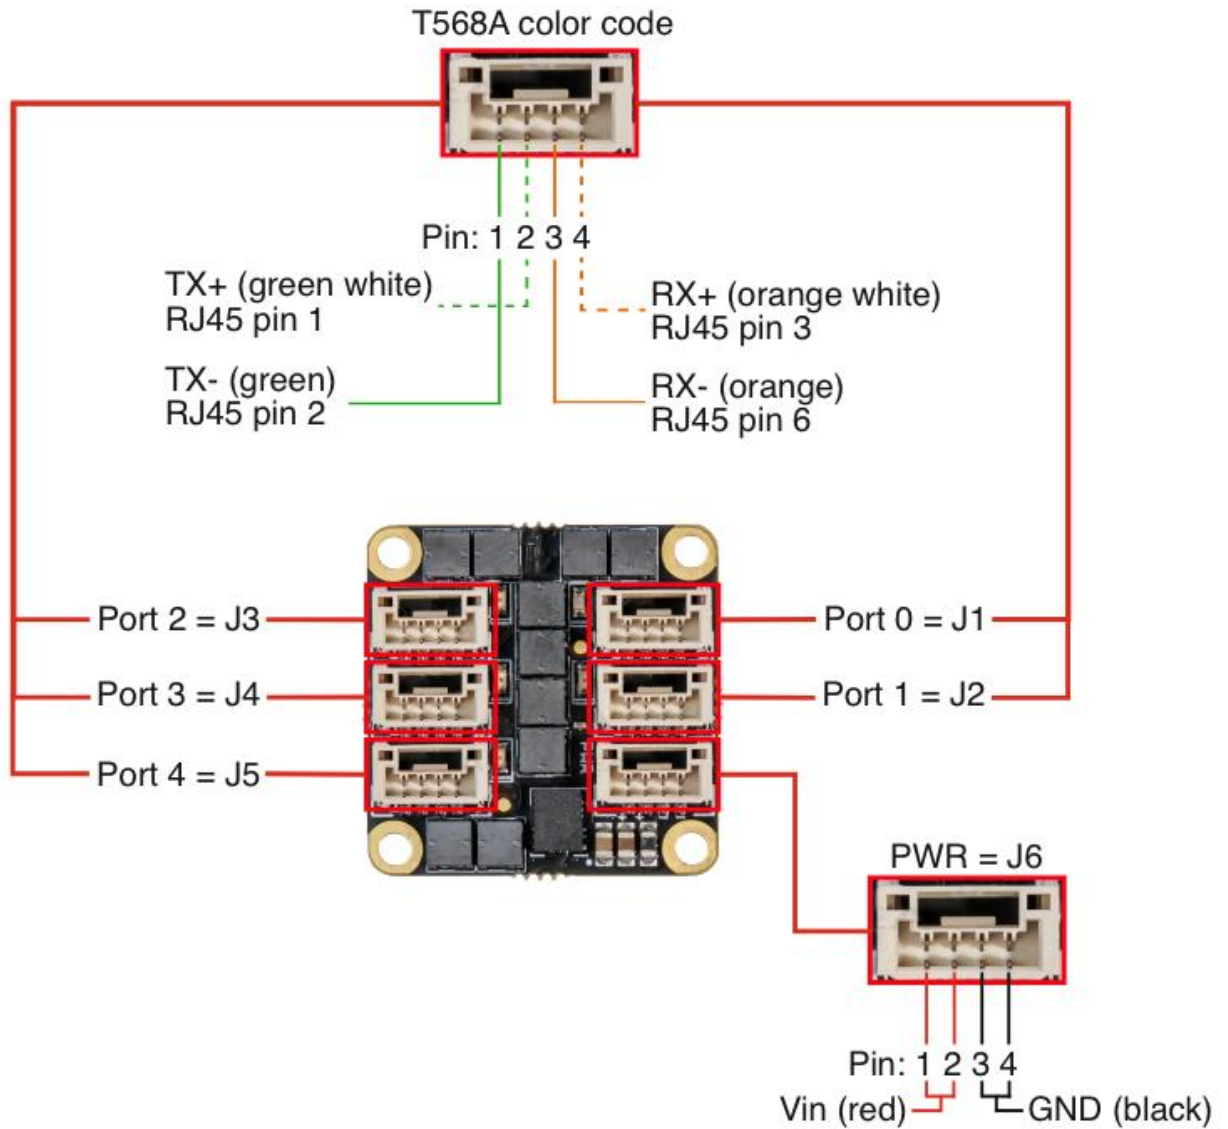 T568A color code
Pin: 1 2 3 4
TX+ (green white)
RJ45 pin 1
RX+ (orange white)
RJ45 pin 3
TX- (green)
RJ45 pin 2
RX- (orange)
RJ45 pin 6
Port 2 = J3
Port 0 = J1
Port 3 = J4
Port 1 = J2
Port 4 = J5
PWR
PWR = J6
Pin: 1 2 3 4
Vin (red)
GND (black)